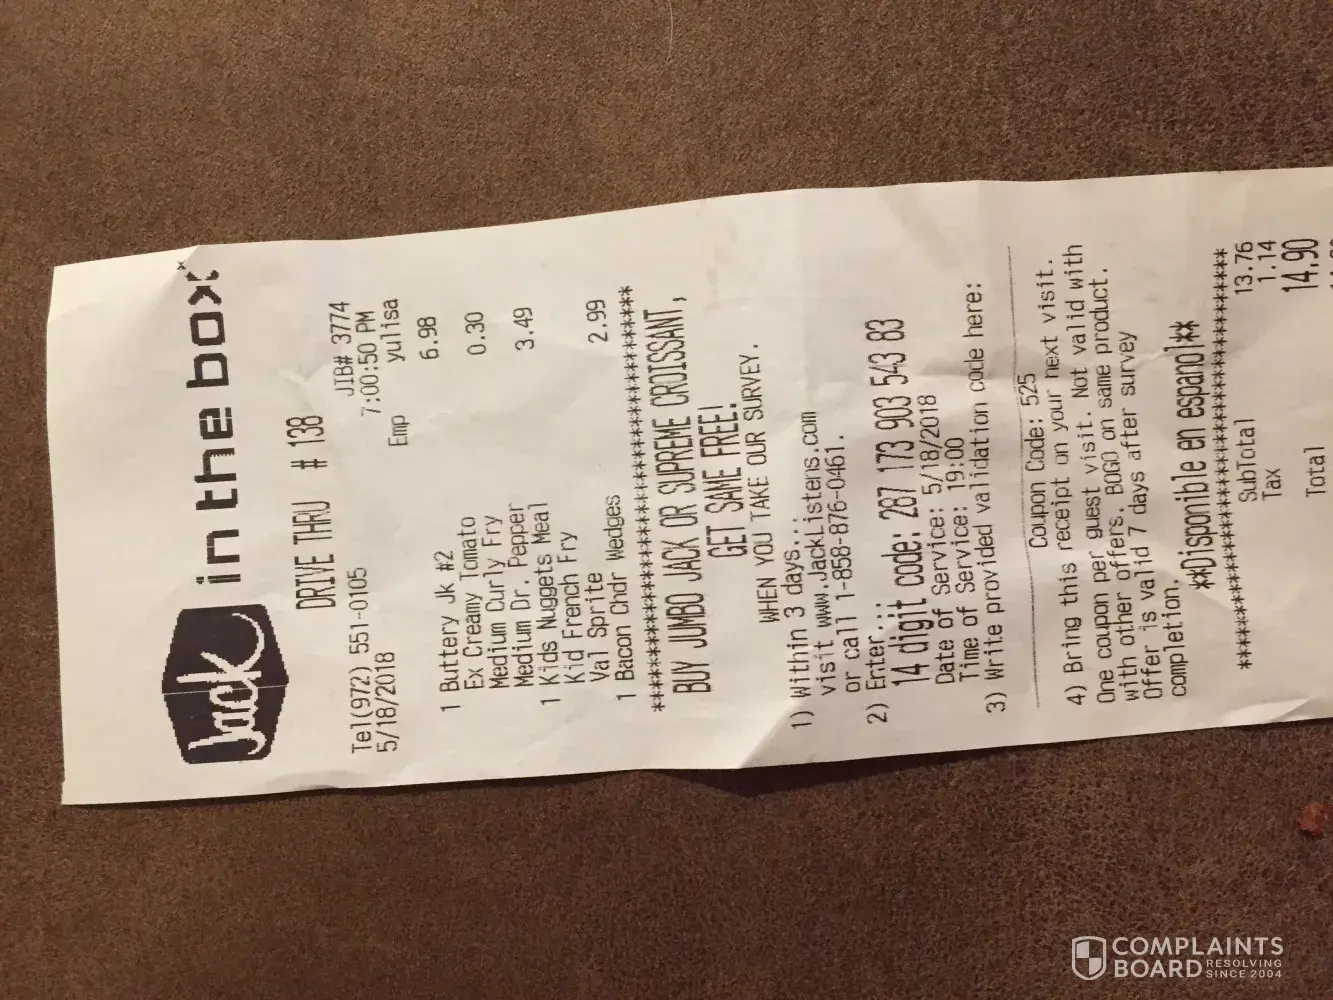 Jack in the box
DRIVE THRU # 138
JIB# 3774
Tel(972) 551-0105 7:00:50 PM
5/18/2018 Emp yulisa
1 Buttery Jk #2 6.98
Ex Creamy Tomato 0.30
Medium Curly Fry
Medium Dr. Pepper
1 Kids Nuggets Meal 3.49
Kid French Fry
Val Sprite
1 Bacon Chdr Wedges 2.99
****************************************
BUY JUMBO JACK OR SUPREME CROISSANT,
GET SAME FREE!
WHEN YOU TAKE OUR SURVEY.
1) Within 3 days...
visit www.JackListens.com
or call 1-858-876-0461.
2) Enter...
14 digit code: 287 173 903 543 83
Date of Service: 5/18/2018
Time of Service: 19:00
3) Write provided validation code here:
Coupon Code: 525
4) Bring this receipt on your next visit.
One coupon per guest visit. Not valid with
with other offers. BOGO on same product.
Offer is valid 7 days after survey
completion.
**Disponible en espanol**
****************************************
SubTotal 13.76
Tax 1.14
Total 14.90
COMPLAINTS
BOARD RESOLVING
SINCE 2004